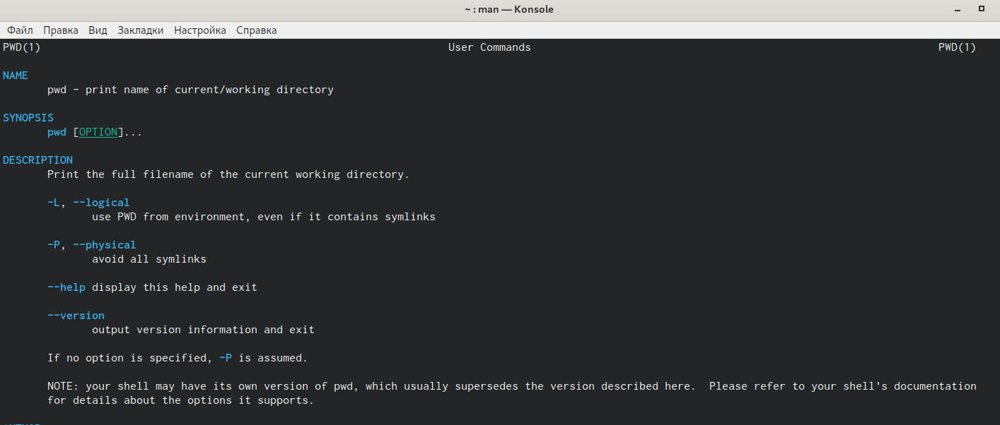 ~ : man — Konsole
Файл Правка Вид Закладки Настройка Справка
PWD(1) User Commands PWD(1)
NAME
pwd - print name of current/working directory
SYNOPSIS
pwd [OPTION]...
DESCRIPTION
Print the full filename of the current working directory.
-L, --logical
use PWD from environment, even if it contains symlinks
-P, --physical
avoid all symlinks
--help display this help and exit
--version
output version information and exit
If no option is specified, -P is assumed.
NOTE: your shell may have its own version of pwd, which usually supersedes the version described here.  Please refer to your shell's documentation
for details about the options it supports.